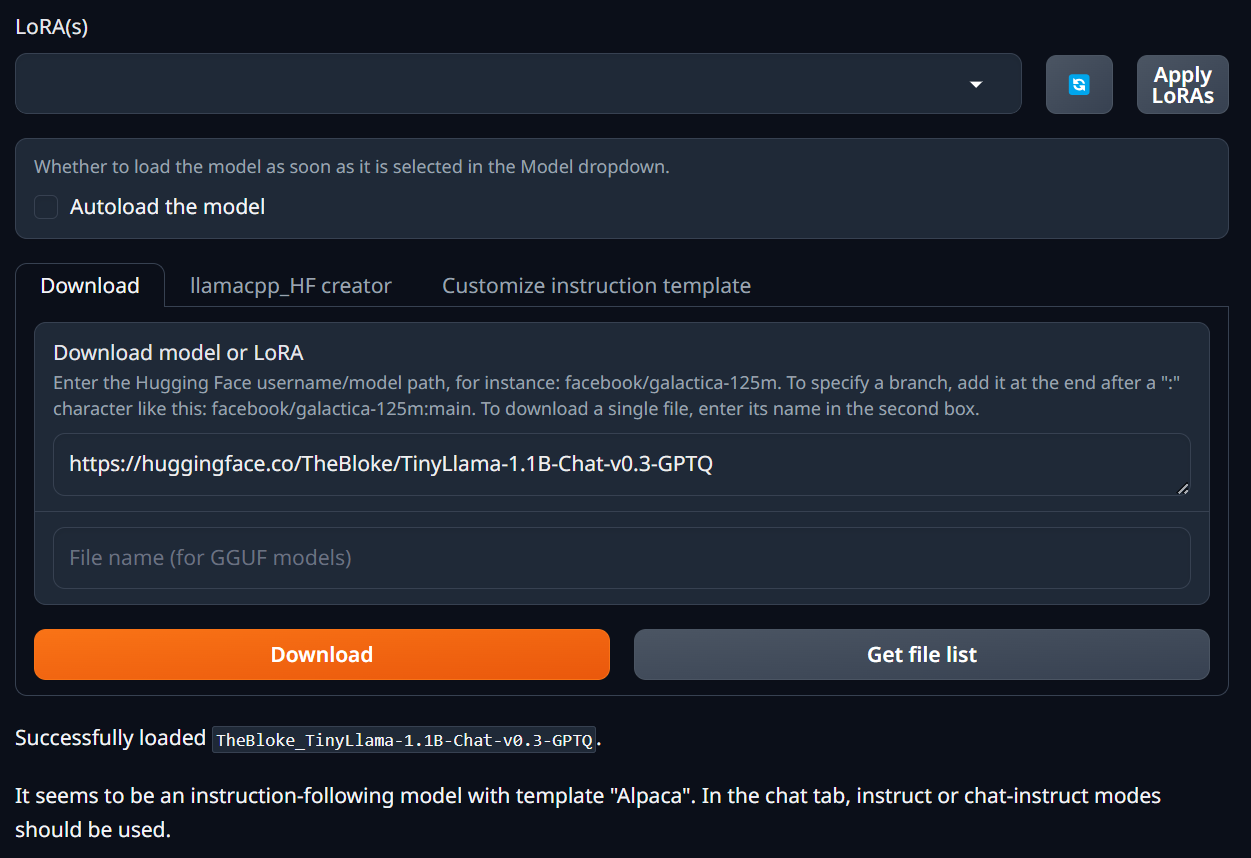 LoRA(s)
Apply
LoRAs
Whether to load the model as soon as it is selected in the Model dropdown.
Autoload the model
Download
llamacpp_HF creator
Customize instruction template
Download model or LoRA
Enter the Hugging Face username/model path, for instance: facebook/galactica-125m. To specify a branch, add it at the end after a ":"
character like this: facebook/galactica-125m:main. To download a single file, enter its name in the second box.
https://huggingface.co/TheBloke/TinyLlama-1.1B-Chat-v0.3-GPTQ
File name (for GGUF models)
Download
Get file list
Successfully loaded TheBloke_TinyLlama-1.1B-Chat-v0.3-GPTQ.
It seems to be an instruction-following model with template "Alpaca". In the chat tab, instruct or chat-instruct modes
should be used.